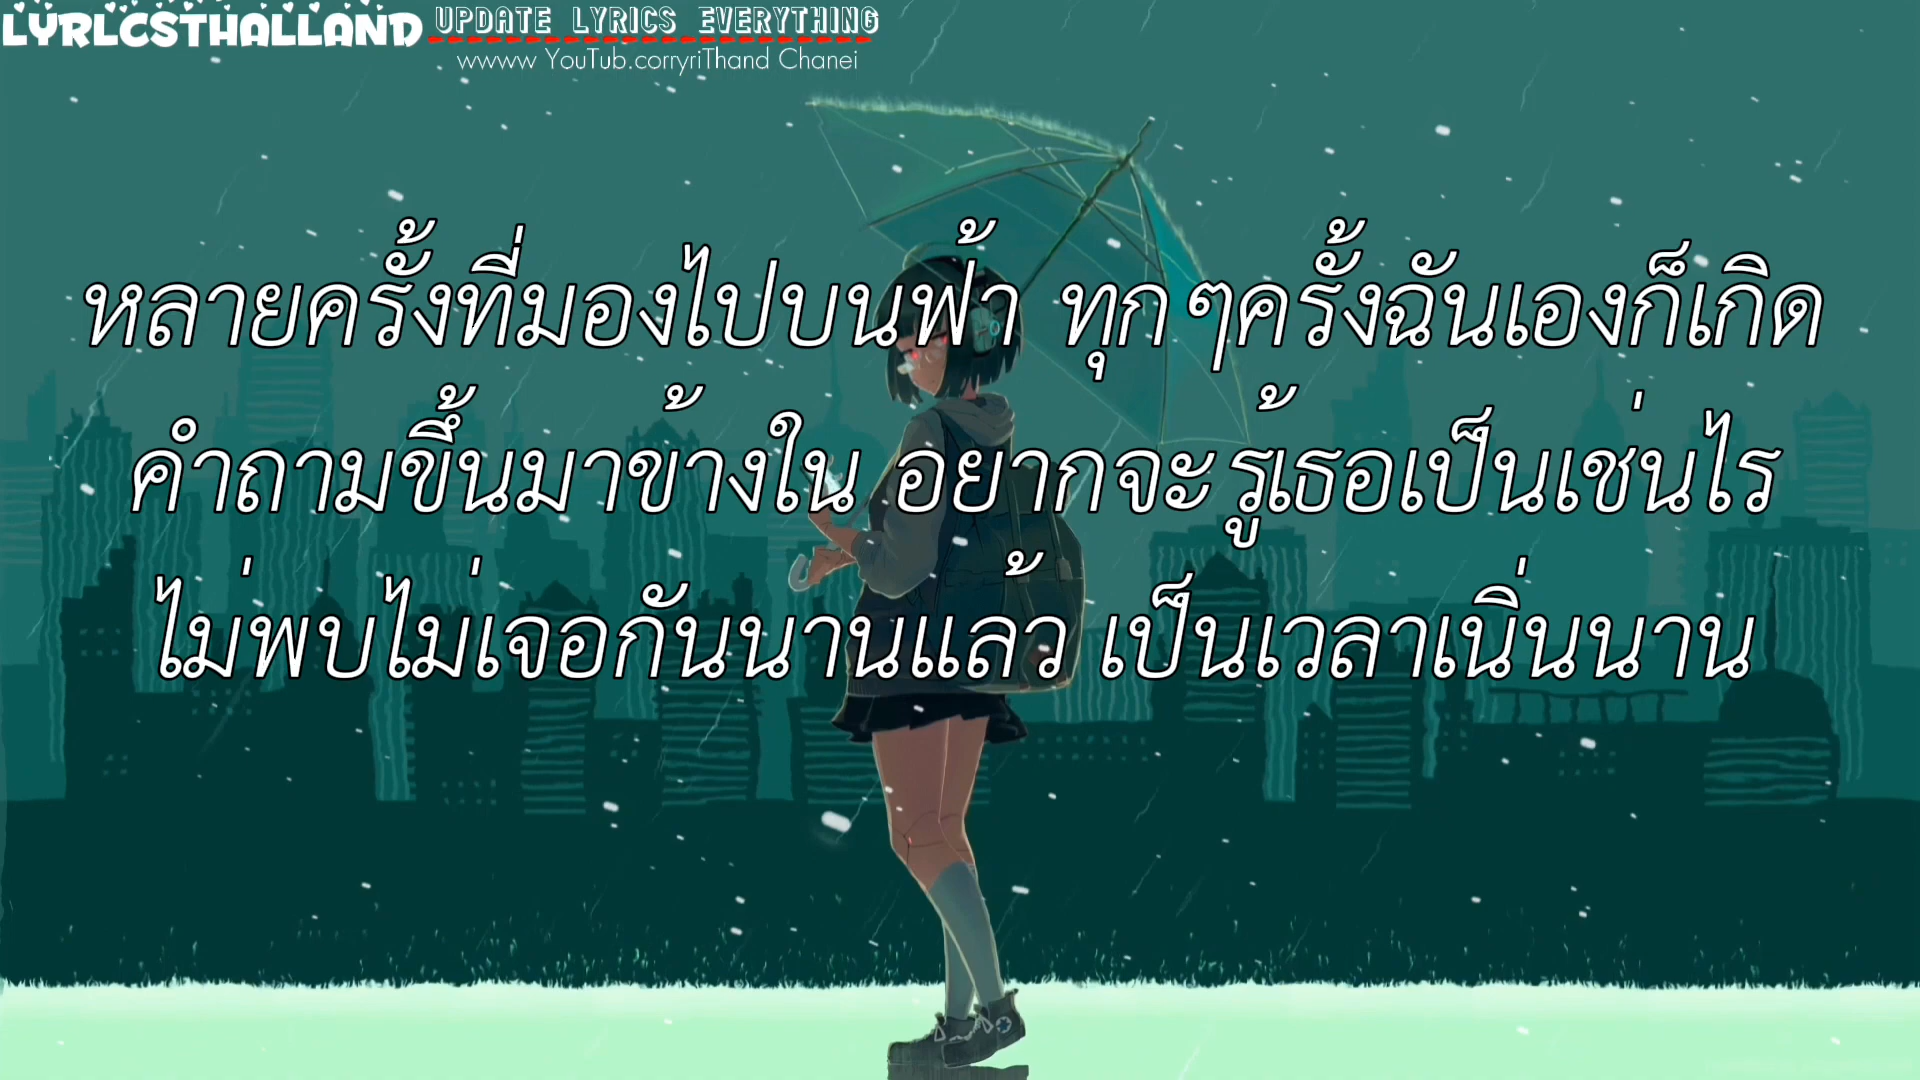 LYRLCSTHALLAND UPDATE LYRICS EVERYTHING
wwww YouTub.corryriThand Chanei
หลายครั้งที่มองไปบนฟ้า ทุกๆครั้งฉันเองก็เกิด
คำถามขึ้นมาข้างใน อยากจะรู้เธอเป็นเช่นไร
ไม่พบไม่เจอกันนานแล้ว เป็นเวลาเนิ่นนาน